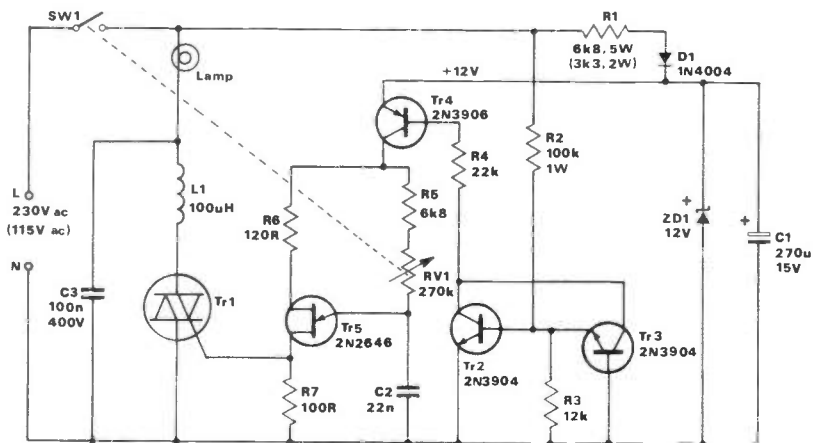 SW1
Lamp
R1
6k8,5W
(3k3,2W)
D1
1N4004
+12V
Tr4
2N3906
R2
100k
1W
R4
22k
L
230V ac
(115V ac)
N
L1
100uH
R6
120R
R5
6k8
RV1
270k
ZD1
12V
+
+
C1
270u
15V
C3
100n
400V
Tr1
Tr5
2N2646
Tr2
2N3904
Tr3
2N3904
R7
100R
C2
22n
R3
12k